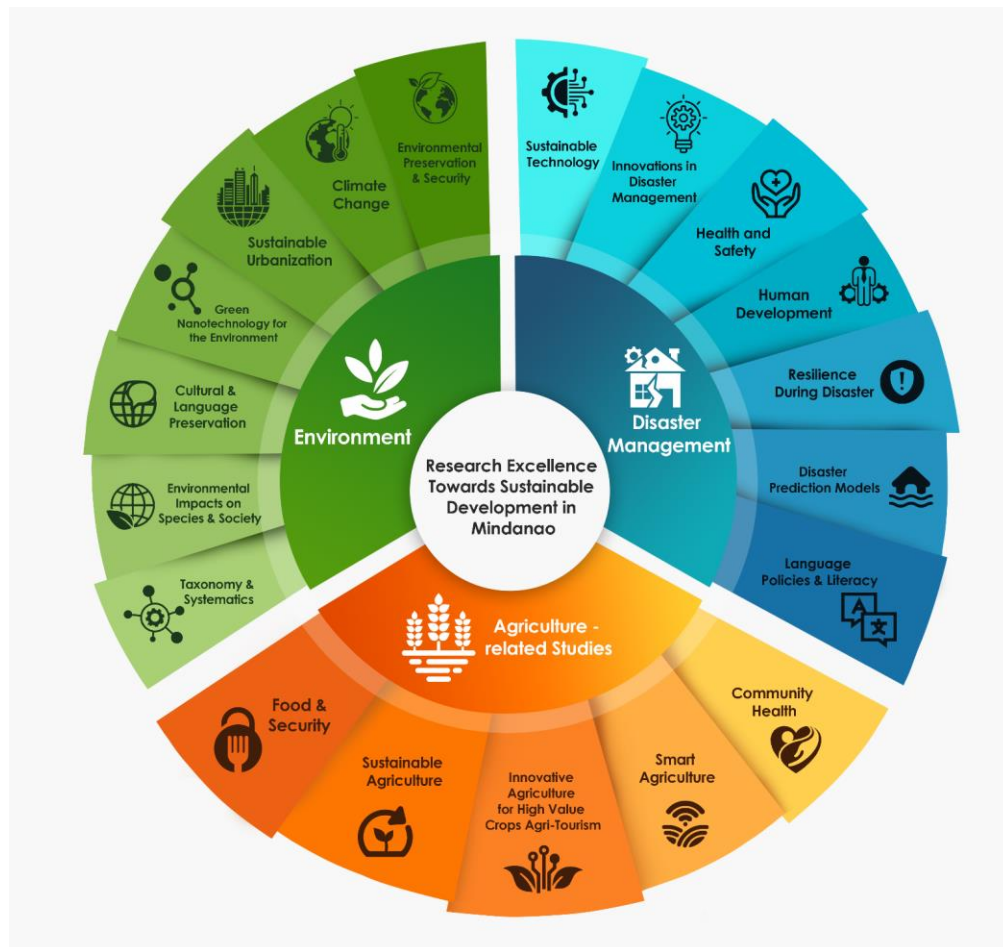 Environmental
Preservation
& Security
Climate
Change
Sustainable
Urbanization
Green
Nanotechnology for
the Environment
Cultural &
Language
Preservation
Environmental
Impacts on
Species & Society
Taxonomy &
Systematics
Environment
Sustainable
Technology
Innovations in
Disaster
Management
Health and
Safety
Human
Development
Resilience
During Disaster
Disaster
Prediction Models
Language
Policies & Literacy
A
文
Disaster
Management
Research Excellence
Towards Sustainable
Development in
Mindanao
Agriculture -
related Studies
Food &
Security
Sustainable
Agriculture
Innovative
Agriculture
for High Value
Crops Agri-Tourism
Smart
Agriculture
Community
Health